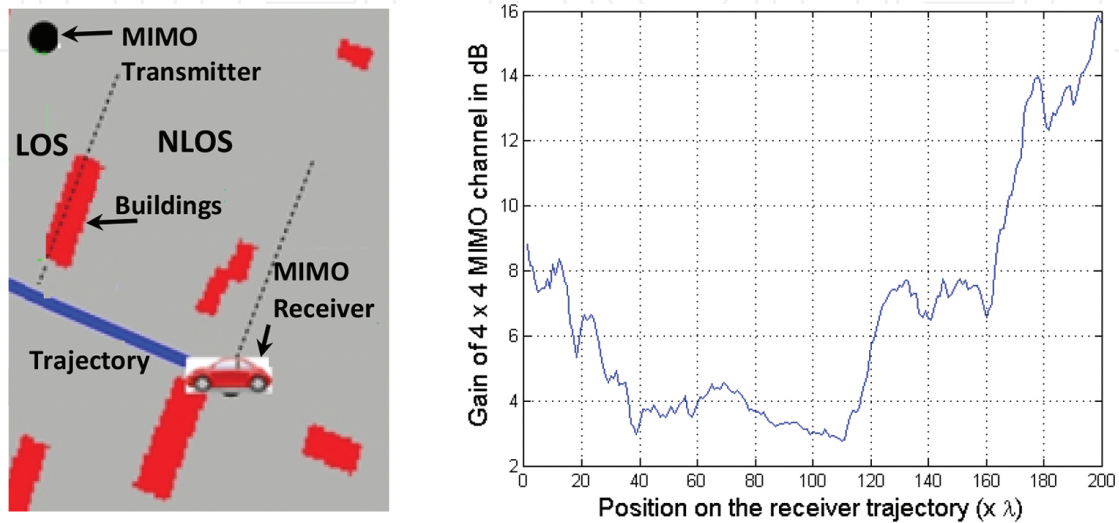 MIMO
Transmitter
LOS
NLOS
Buildings
MIMO
Receiver
Trajectory
Gain of 4 x 4 MIMO channel in dB
16
14
12
10
8
6
4
2
0 20 40 60 80 100 120 140 160 180 200
Position on the receiver trajectory (x λ)